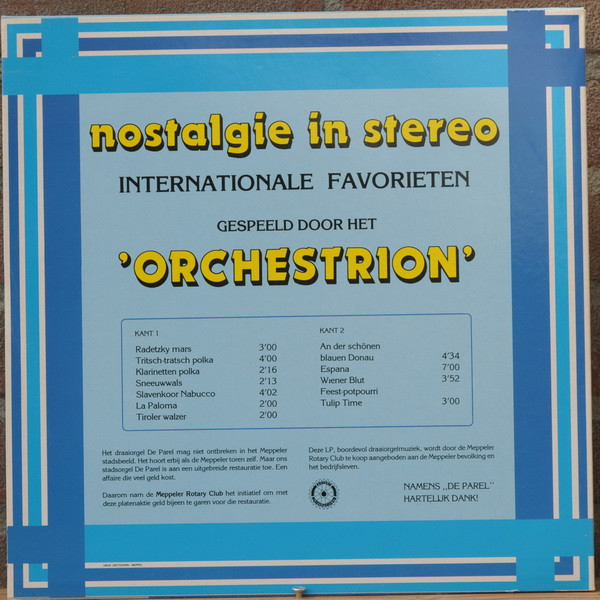 nostalgie in stereo
INTERNATIONALE FAVORIETEN
GESPEELD DOOR HET
'ORCHESTRION'
KANT 1
Radetzky mars 3'00
Tritsch-tratsch polka 4'00
Klarinetten polka 2'16
Sneeuwwals 2'13
Slavenkoor Nabucco 4'02
La Paloma 2'00
Tiroler walzer 2'00
KANT 2
An der schönen
blauen Donau 4'34
Espana 7'00
Wiener Blut 3'52
Feest-potpourri
Tulip Time 3'00
Het draaiorgel De Parel mag niet ontbreken in het Meppeler
stadsbeeld. Het hoort erbij als de Meppeler toren zelf. Maar ons
stadsorgel De Parel is aan een uitgebreide restauratie toe. Een
affaire die veel geld kost.
Daarom nam de Meppeler Rotary Club het initiatief om met
deze platenaktie geld bijeen te garen voor die restauratie.
Deze LP, boordevol draaiorgelmuziek, wordt door de Meppeler
Rotary Club te koop aangeboden aan de Meppeler bevolking en
het bedrijfsleven.
NAMENS ,,DE PAREL"
HARTELIJK DANK!